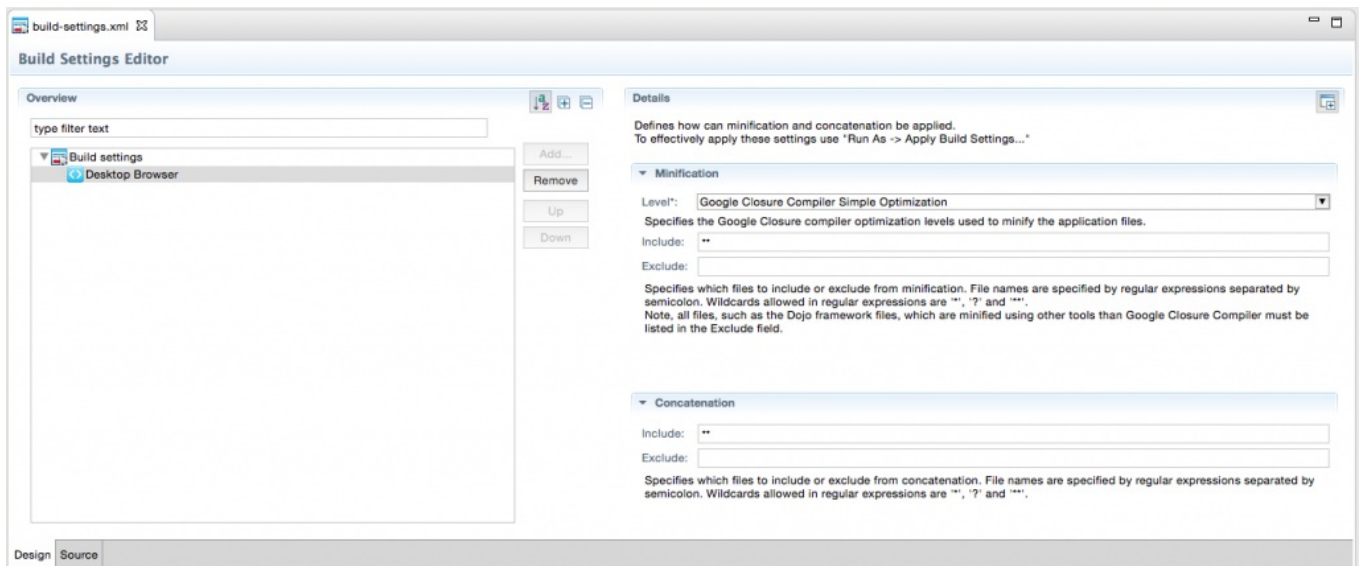 build-settings.xml
Build Settings Editor
Overview
type filter text
Build settings
Desktop Browser
Add...
Remove
Up
Down
Details
Defines how can minification and concatenation be applied.
To effectively apply these settings use "Run As -> Apply Build Settings..."
Minification
Level*: Google Closure Compiler Simple Optimization
Specifies the Google Closure compiler optimization levels used to minify the application files.
Include: **
Exclude:
Specifies which files to include or exclude from minification. File names are specified by regular expressions separated by
semicolon. Wildcards allowed in regular expressions are '*', '?' and '**'.
Note, all files, such as the Dojo framework files, which are minified using other tools than Google Closure Compiler must be
listed in the Exclude field.
Concatenation
Include: **
Exclude:
Specifies which files to include or exclude from concatenation. File names are specified by regular expressions separated by
semicolon. Wildcards allowed in regular expressions are '*', '?' and '**'.
Design Source